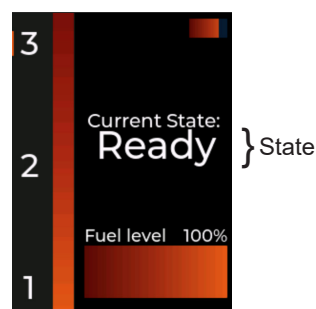 3
Current State:
Ready
} State
2
Fuel level 100%
1